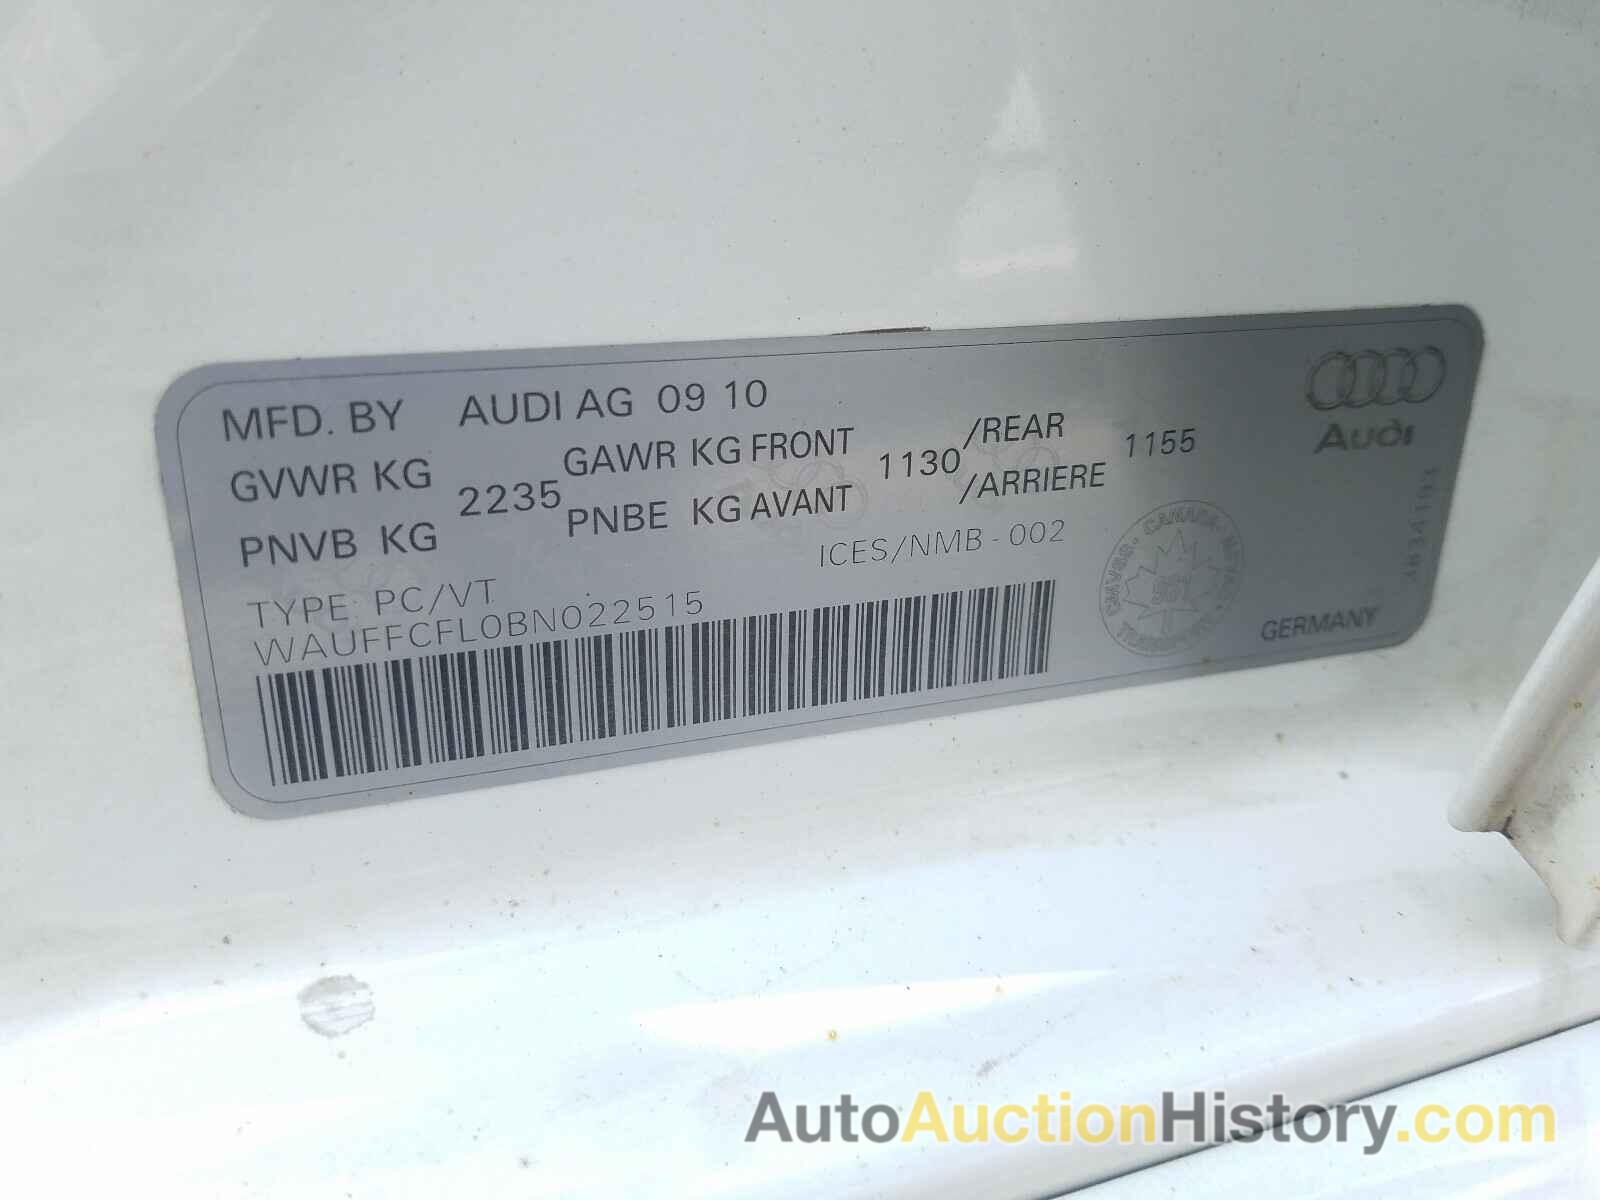 MFD. BY AUDI AG 09 10
GVWR KG 2235 GAWR KG FRONT 1130 /REAR 1155
PNVB KG PNBE KG AVANT /ARRIERE
TYPE: PC/VT ICES/NMB-002
WAUFFCFL0BN022515
Audi
CANADA
GERMANY
AutoAuctionHistory.com